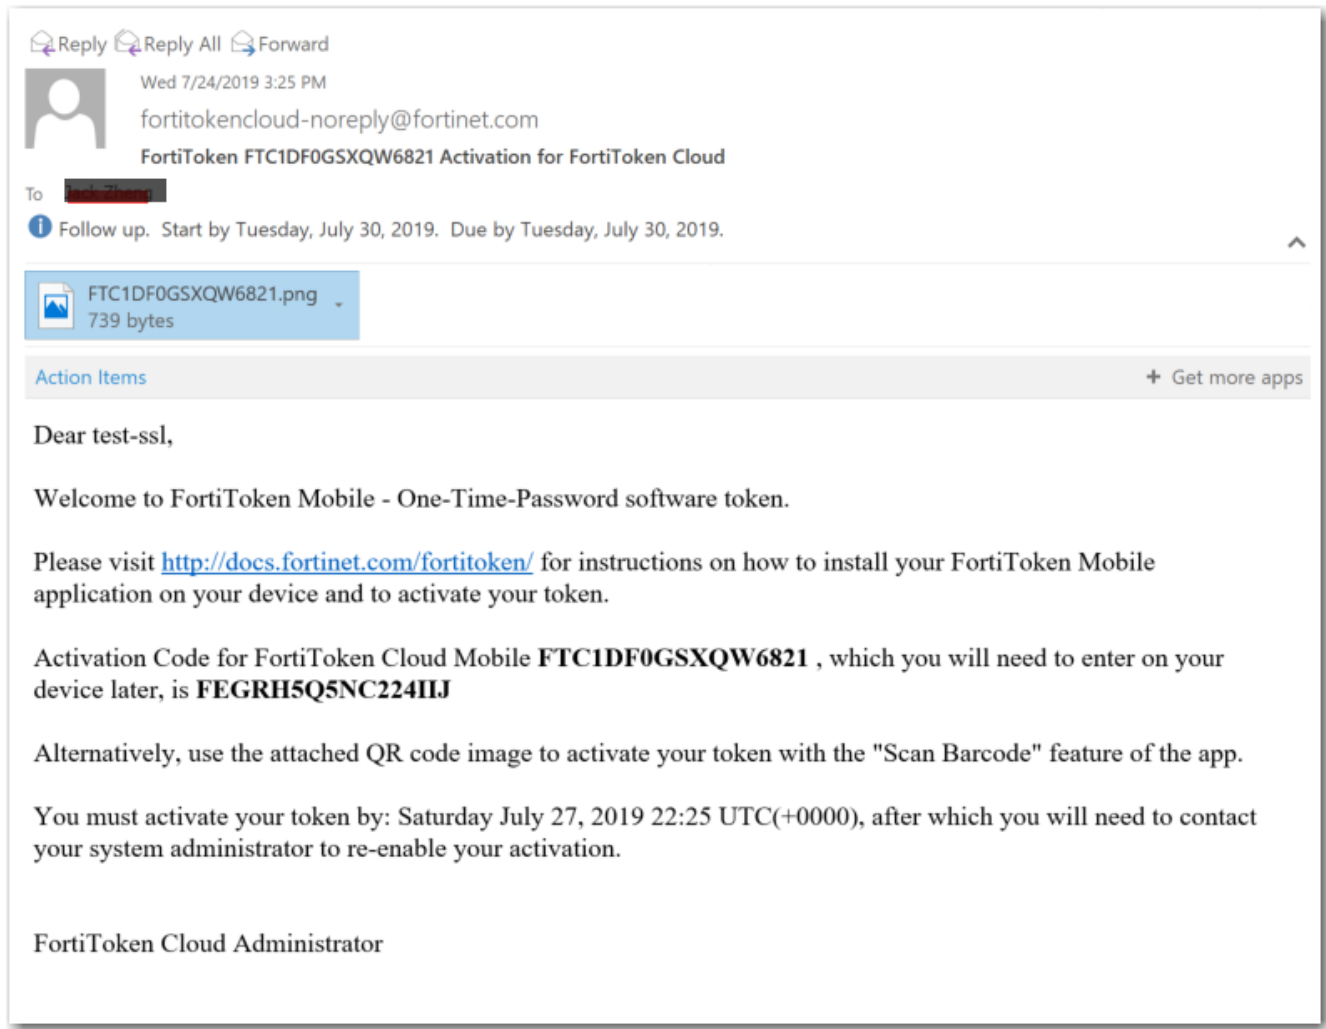 Reply Reply All Forward
Wed 7/24/2019 3:25 PM
fortitokencloud-noreply@fortinet.com
FortiToken FTC1DF0GSXQW6821 Activation for FortiToken Cloud
To
Follow up. Start by Tuesday, July 30, 2019. Due by Tuesday, July 30, 2019.
FTC1DF0GSXQW6821.png
739 bytes
Action Items + Get more apps
Dear test-ssl,
Welcome to FortiToken Mobile - One-Time-Password software token.
Please visit http://docs.fortinet.com/fortitoken/ for instructions on how to install your FortiToken Mobile
application on your device and to activate your token.
Activation Code for FortiToken Cloud Mobile FTC1DF0GSXQW6821 , which you will need to enter on your
device later, is FEGRH5Q5NC224IIJ
Alternatively, use the attached QR code image to activate your token with the "Scan Barcode" feature of the app.
You must activate your token by: Saturday July 27, 2019 22:25 UTC(+0000), after which you will need to contact
your system administrator to re-enable your activation.
FortiToken Cloud Administrator